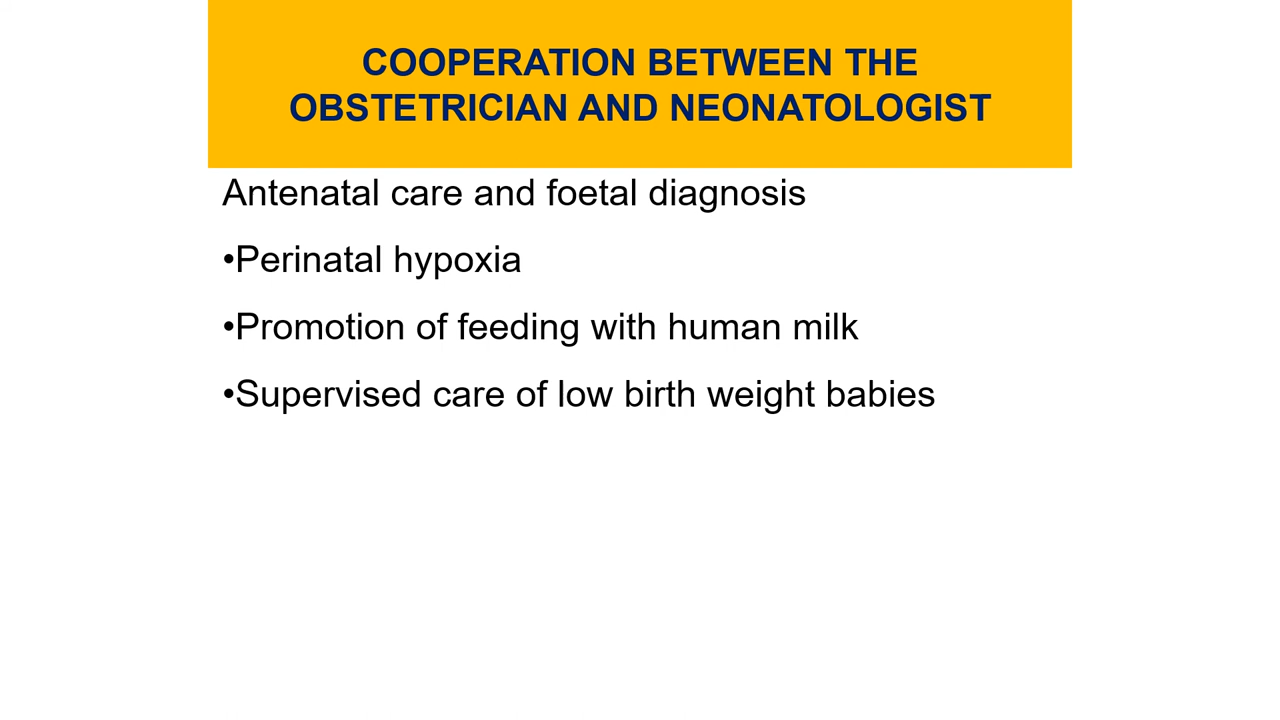 COOPERATION BETWEEN THE
OBSTETRICIAN AND NEONATOLOGIST
Antenatal care and foetal diagnosis
•Perinatal hypoxia
•Promotion of feeding with human milk
•Supervised care of low birth weight babies